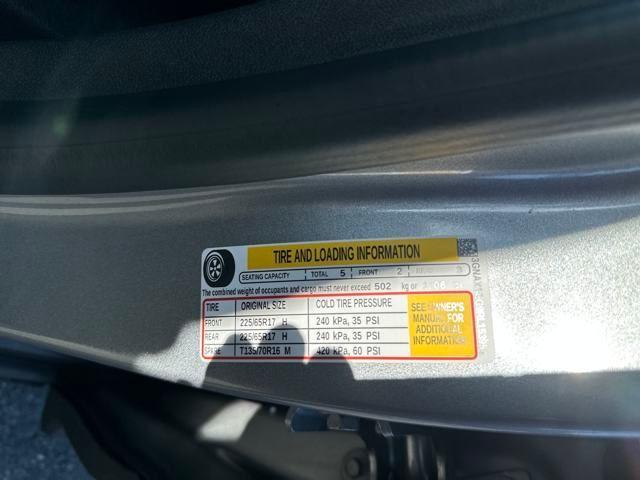 TIRE AND LOADING INFORMATION
SEATING CAPACITY TOTAL 5 FRONT 2
The combined weight of occupants and cargo must never exceed 502 kg or
TIRE ORIGINAL SIZE COLD TIRE PRESSURE
FRONT 225/65R17 H 240 kPa, 35 PSI
REAR 225/65R17 H 240 kPa, 35 PSI
SPARE T135/70R16 M 420 kPa, 60 PSI
SEE OWNER'S
MANUAL FOR
ADDITIONAL
INFORMATION